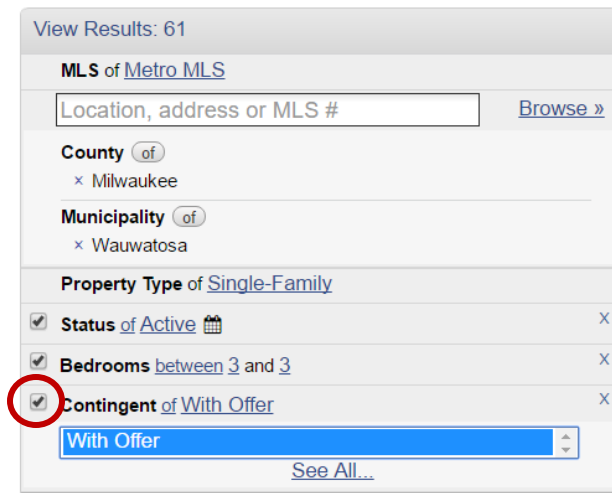 View Results: 61
MLS of Metro MLS
Location, address or MLS # Browse »
County of
× Milwaukee
Municipality of
× Wauwatosa
Property Type of Single-Family
Status of Active X
Bedrooms between 3 and 3 X
Contingent of With Offer X
With Offer
See All...